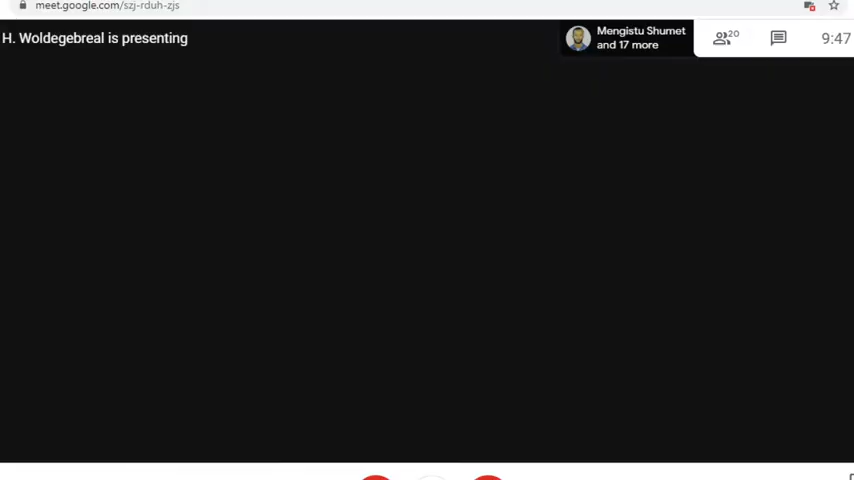 meet.google.com/szj-rduh-zjs
H. Woldegebreal is presenting
Mengistu Shumet
and 17 more
20
9:47